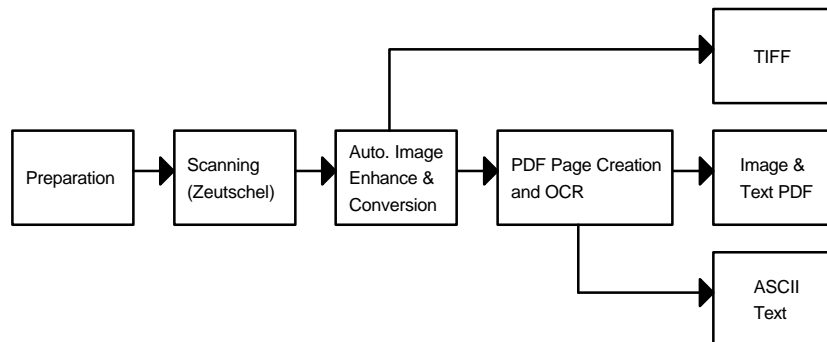 TIFF
Preparation
Scanning
(Zeutschel)
Auto. Image
Enhance &
Conversion
PDF Page Creation
and OCR
Image &
Text PDF
ASCII
Text